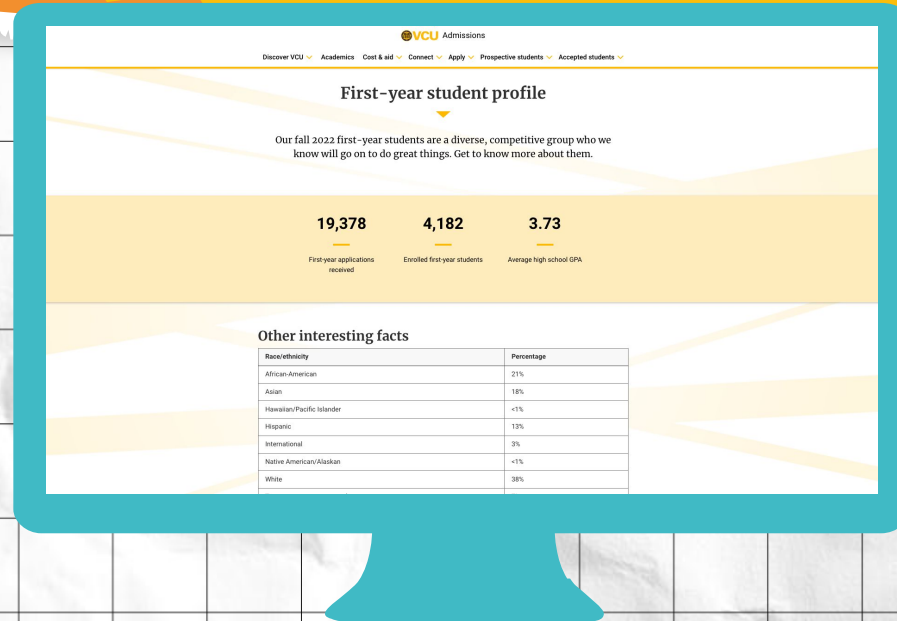 VCU Admissions
Discover VCU Academics Cost & aid Connect Apply Prospective students Accepted students
First-year student profile
Our fall 2022 first-year students are a diverse, competitive group who we
know will go on to do great things. Get to know more about them.
19,378 4,182 3.73
First-year applications Enrolled first-year students Average high school GPA
received
Other interesting facts
Race/ethnicity Percentage
African-American 21%
Asian 18%
Hawaiian/Pacific Islander <1%
Hispanic 13%
International 3%
Native American/Alaskan <1%
White 38%